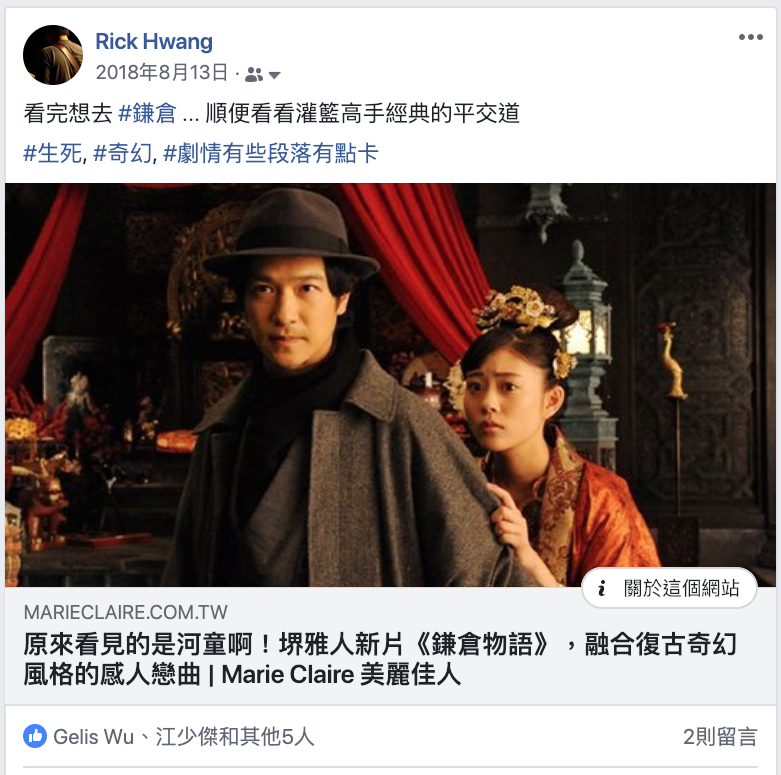 Rick Hwang
2018年8月13日 ·
看完想去 #鎌倉 ... 順便看看灌籃高手經典的平交道
#生死, #奇幻, #劇情有些段落有點卡
i 關於這個網站
MARIECLAIRE.COM.TW
原來看見的是河童啊！堺雅人新片《鎌倉物語》，融合復古奇幻
風格的感人戀曲 | Marie Claire 美麗佳人
Gelis Wu、江少傑和其他5人 2則留言